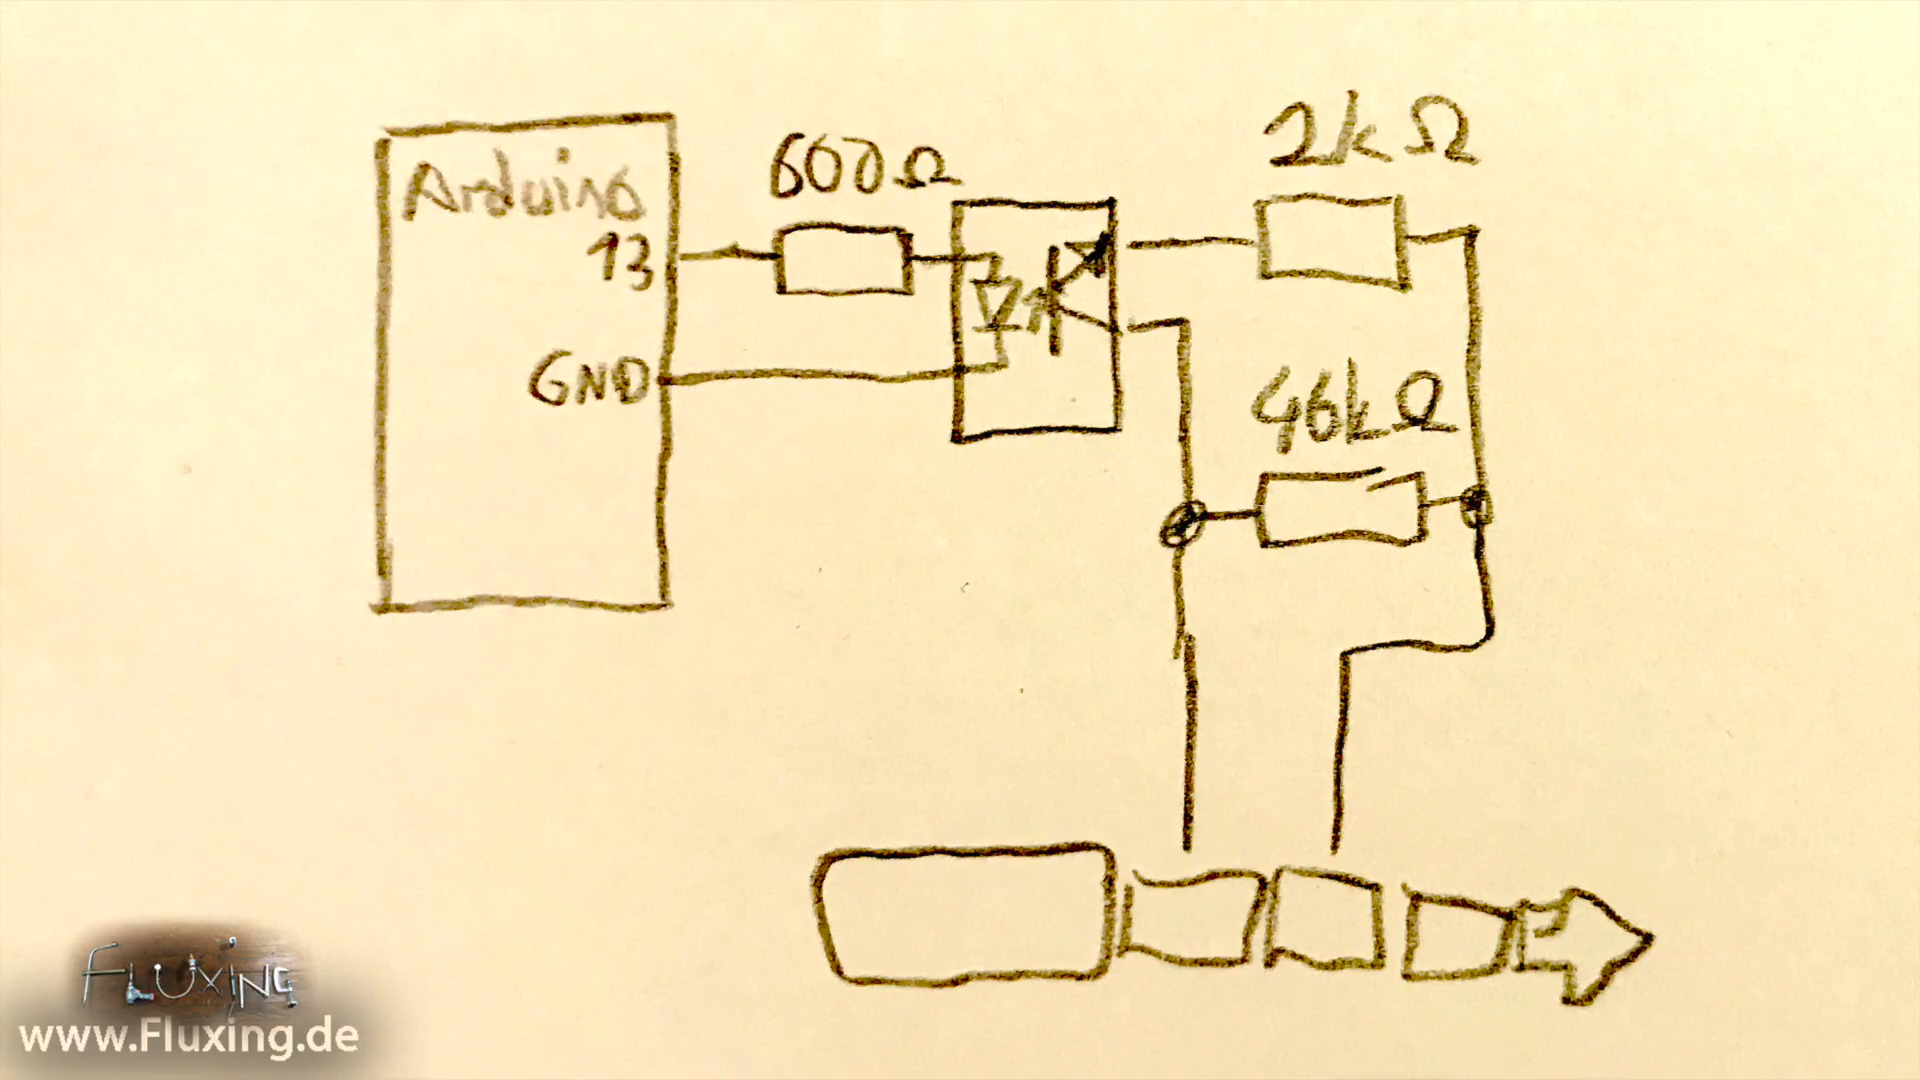 Arduino
13
GND
600Ω
2kΩ
46kΩ
FLUXING
www.Fluxing.de